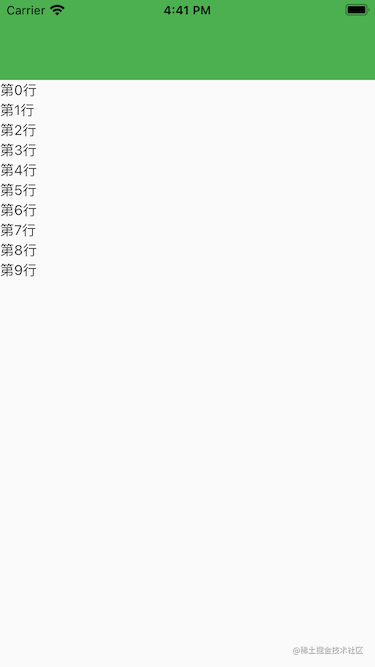 Carrier 4:41 PM
第0行
第1行
第2行
第3行
第4行
第5行
第6行
第7行
第8行
第9行
@稀土掘金技术社区